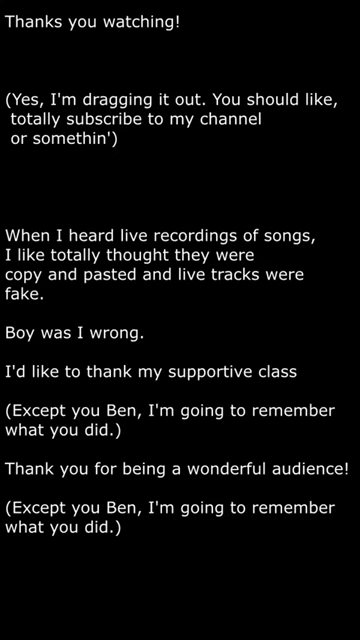 Thanks you watching!
(Yes, I'm dragging it out. You should like,
totally subscribe to my channel
or somethin')
When I heard live recordings of songs,
I like totally thought they were
copy and pasted and live tracks were
fake.
Boy was I wrong.
I'd like to thank my supportive class
(Except you Ben, I'm going to remember
what you did.)
Thank you for being a wonderful audience!
(Except you Ben, I'm going to remember
what you did.)